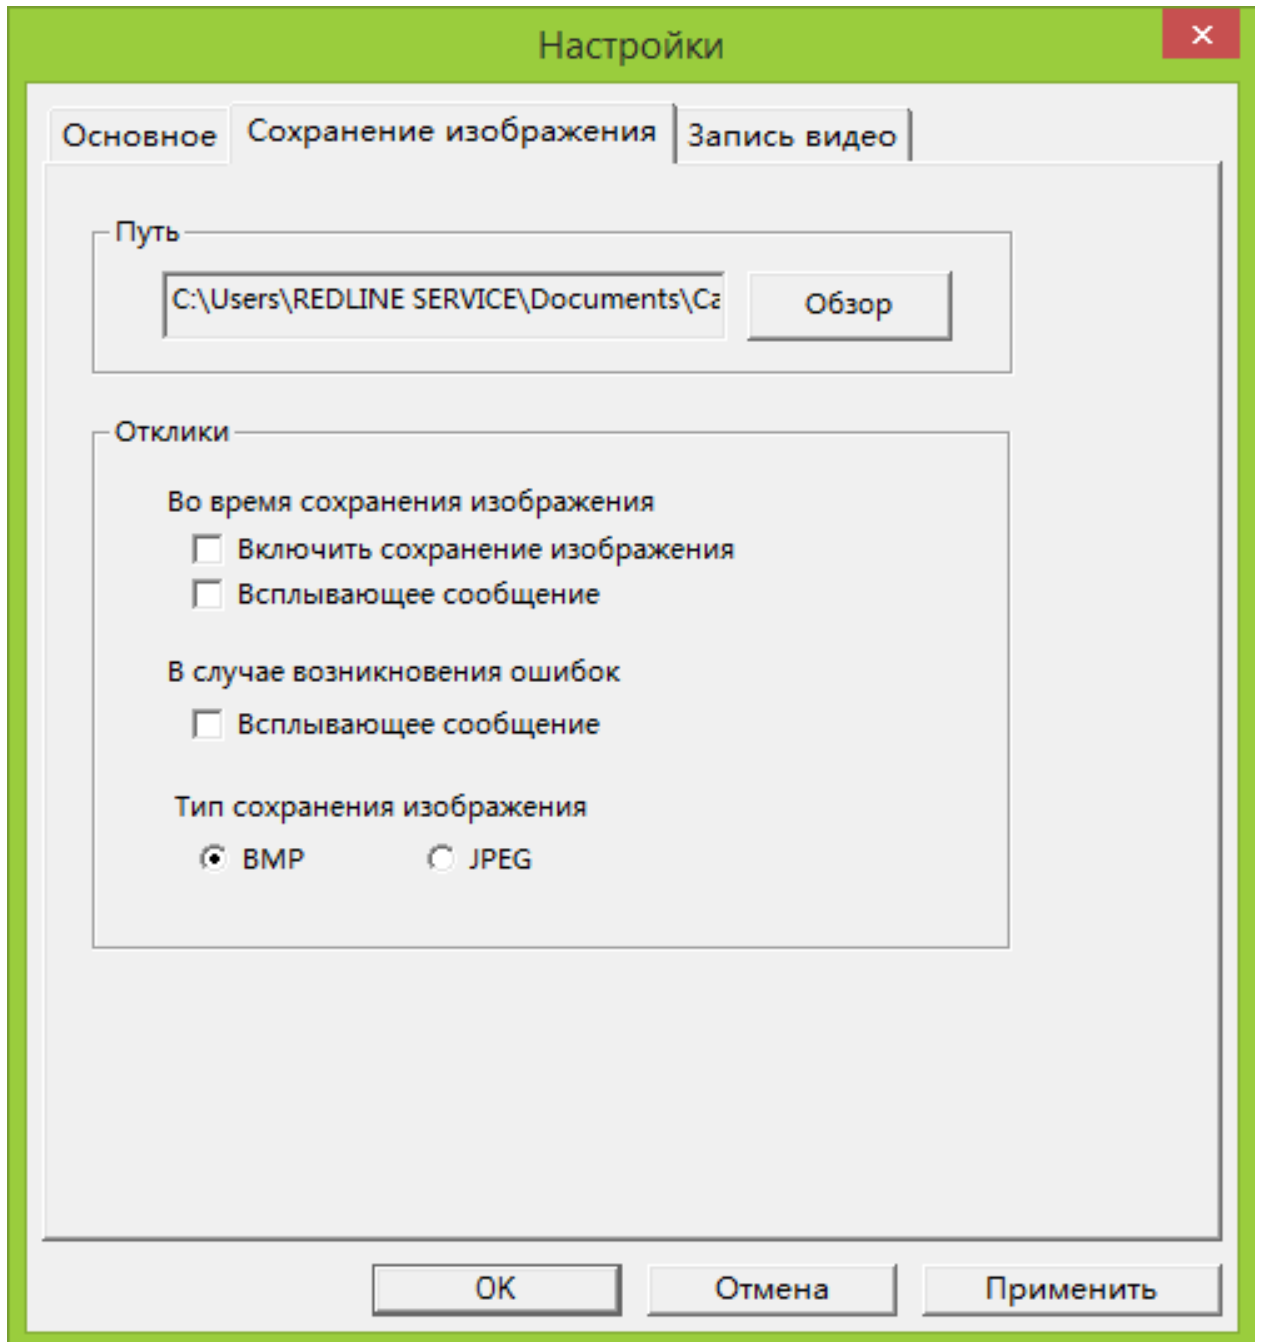 Настройки
Основное Сохранение изображения Запись видео
Путь
C:\Users\REDLINE SERVICE\Documents\Ca Обзор
Отклики
Во время сохранения изображения
Включить сохранение изображения
Всплывающее сообщение
В случае возникновения ошибок
Всплывающее сообщение
Тип сохранения изображения
BMP JPEG
OK Отмена Применить